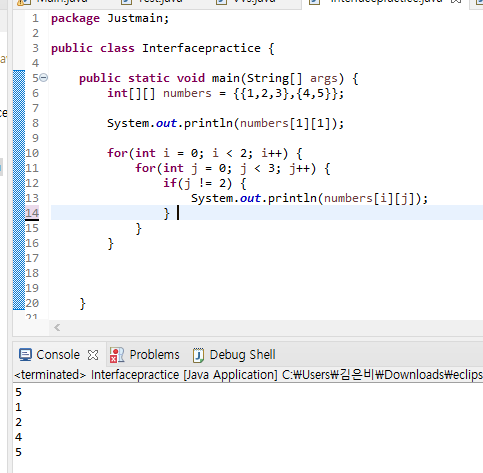 Main.java Test.java Vvs.java Interfacepractice.java
1 package Justmain;
2
3 public class Interfacepractice {
4
5 public static void main(String[] args) {
6 int[][] numbers = {{1,2,3},{4,5}};
7
8 System.out.println(numbers[1][1]);
9
10 for(int i = 0; i < 2; i++) {
11 for(int j = 0; j < 3; j++) {
12 if(j != 2) {
13 System.out.println(numbers[i][j]);
14 }
15 }
16 }
17
18
19
20 }
21
Console Problems Debug Shell
<terminated> Interfacepractice [Java Application] C:₩Users₩김은비₩Downloads₩eclips
5
1
2
4
5